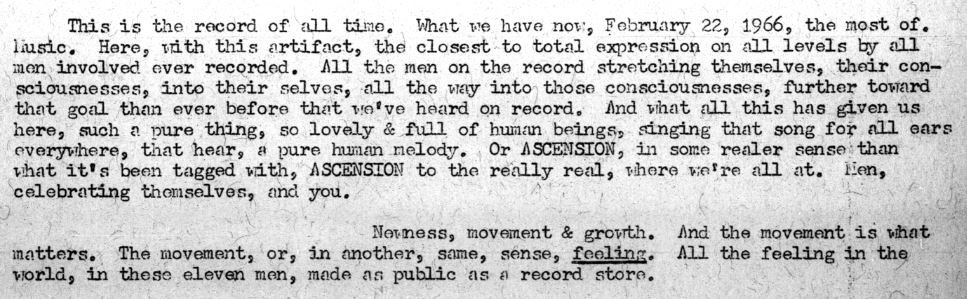 This is the record of all time. What we have now, February 22, 1966, the most of.
Music. Here, with this artifact, the closest to total expression on all levels by all
men involved ever recorded. All the men on the record stretching themselves, their con-
sciousnesses, into their selves, all the way into those consciousnesses, further toward
that goal than ever before that we've heard on record. And what all this has given us
here, such a pure thing, so lovely & full of human beings, singing that song for all ears
everywhere, that hear, a pure human melody. Or ASCENSION, in some realer sense than
what it's been tagged with, ASCENSION to the really real, where we're all at. Men,
celebrating themselves, and you.
Newness, movement & growth. And the movement is what
matters. The movement, or, in another, same, sense, feeling. All the feeling in the
world, in these eleven men, made as public as a record store.